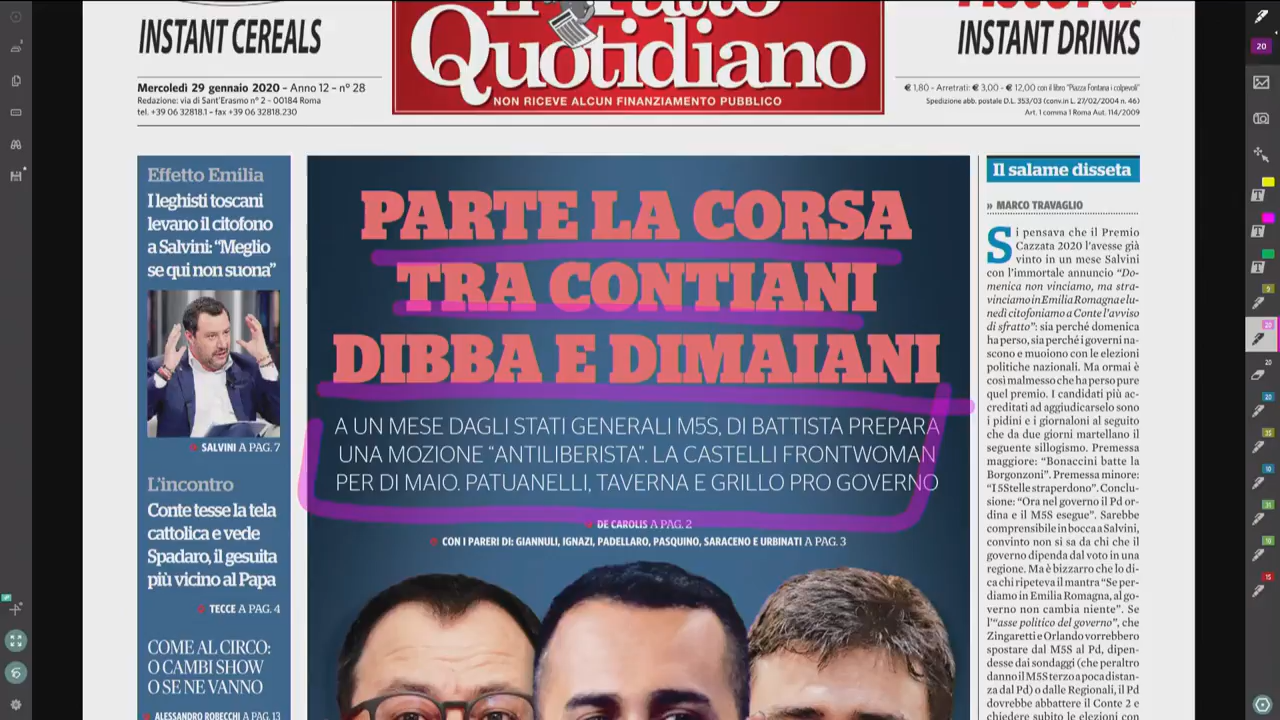 INSTANT CEREALS
Il Fatto
Quotidiano
NON RICEVE ALCUN FINANZIAMENTO PUBBLICO
INSTANT DRINKS
Mercoledì 29 gennaio 2020 - Anno 12 - n° 28
Redazione: via di Sant'Erasmo n° 2 - 00184 Roma
tel. +39 06 32818.1 - fax +39 06 32818.230
€ 1,80 - Arretrati: € 3,00 - € 12,00 con il libro "Piazza Fontana i colpevoli"
Spedizione abb. postale D.L. 353/03 (conv.in L. 27/02/2004 n. 46)
Art. 1 comma 1 Roma Aut. 114/2009
Effetto Emilia
I leghisti toscani
levano il citofono
a Salvini: "Meglio
se qui non suona"
SALVINI A PAG. 7
L'incontro
Conte tesse la tela
cattolica e vede
Spadaro, il gesuita
più vicino al Papa
TECCE A PAG. 4
COME AL CIRCO:
O CAMBI SHOW
O SE NE VANNO
ALESSANDRO ROBECCHI A PAG. 13
PARTE LA CORSA
TRA CONTIANI
DIBBA E DIMAIANI
A UN MESE DAGLI STATI GENERALI M5S, DI BATTISTA PREPARA
UNA MOZIONE "ANTILIBERISTA". LA CASTELLI FRONTWOMAN
PER DI MAIO. PATUANELLI, TAVERNA E GRILLO PRO GOVERNO
DE CAROLIS A PAG. 2
CON I PARERI DI: GIANNULI, IGNAZI, PADELLARO, PASQUINO, SARACENO E URBINATI A PAG. 3
Il salame disseta
» MARCO TRAVAGLIO
Si pensava che il Premio
Cazzata 2020 l'avesse già
vinto in un mese Salvini
con l'immortale annuncio "Do-
menica non vinciamo, ma stra-
vinciamo in Emilia Romagna e lu-
nedì citofoniamo a Conte l'avviso
di sfratto": sia perché domenica
ha perso, sia perché i governi na-
scono e muoiono con le elezioni
politiche nazionali. Ma ormai è
così malmesso che ha perso pure
quel premio. I candidati più ac-
creditati ad aggiudicarselo sono
i pidini e i giornaloni al seguito
che da due giorni martellano il
seguente sillogismo. Premessa
maggiore: "Bonaccini batte la
Borgonzoni". Premessa minore:
"I 5Stelle straperdono". Conclu-
sione: "Ora nel governo il Pd or-
dina e il M5S esegue". Sarebbe
comprensibile in bocca a Salvini,
convinto non si sa da chi che il
governo dipenda dal voto in una
regione. Ma è bizzarro che lo di-
ca chi ripeteva il mantra "Se per-
diamo in Emilia Romagna, al go-
verno non cambia niente". Se
l'"asse politico del governo", che
Zingaretti e Orlando vorrebbero
spostare dal M5S al Pd, dipen-
desse dai sondaggi (che peraltro
danno il M5S terzo a poca distan-
za dal Pd) o dalle Regionali, il Pd
dovrebbe abbattere il Conte 2 e
chiedere subito le elezioni con